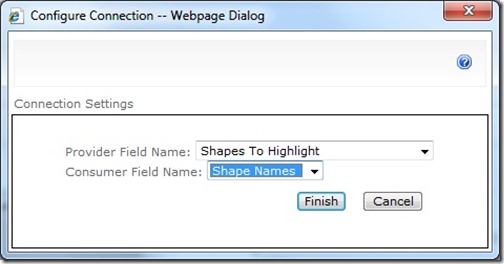 Configure Connection -- Webpage Dialog
Connection Settings
Provider Field Name: Shapes To Highlight
Consumer Field Name: Shape Names
Finish Cancel